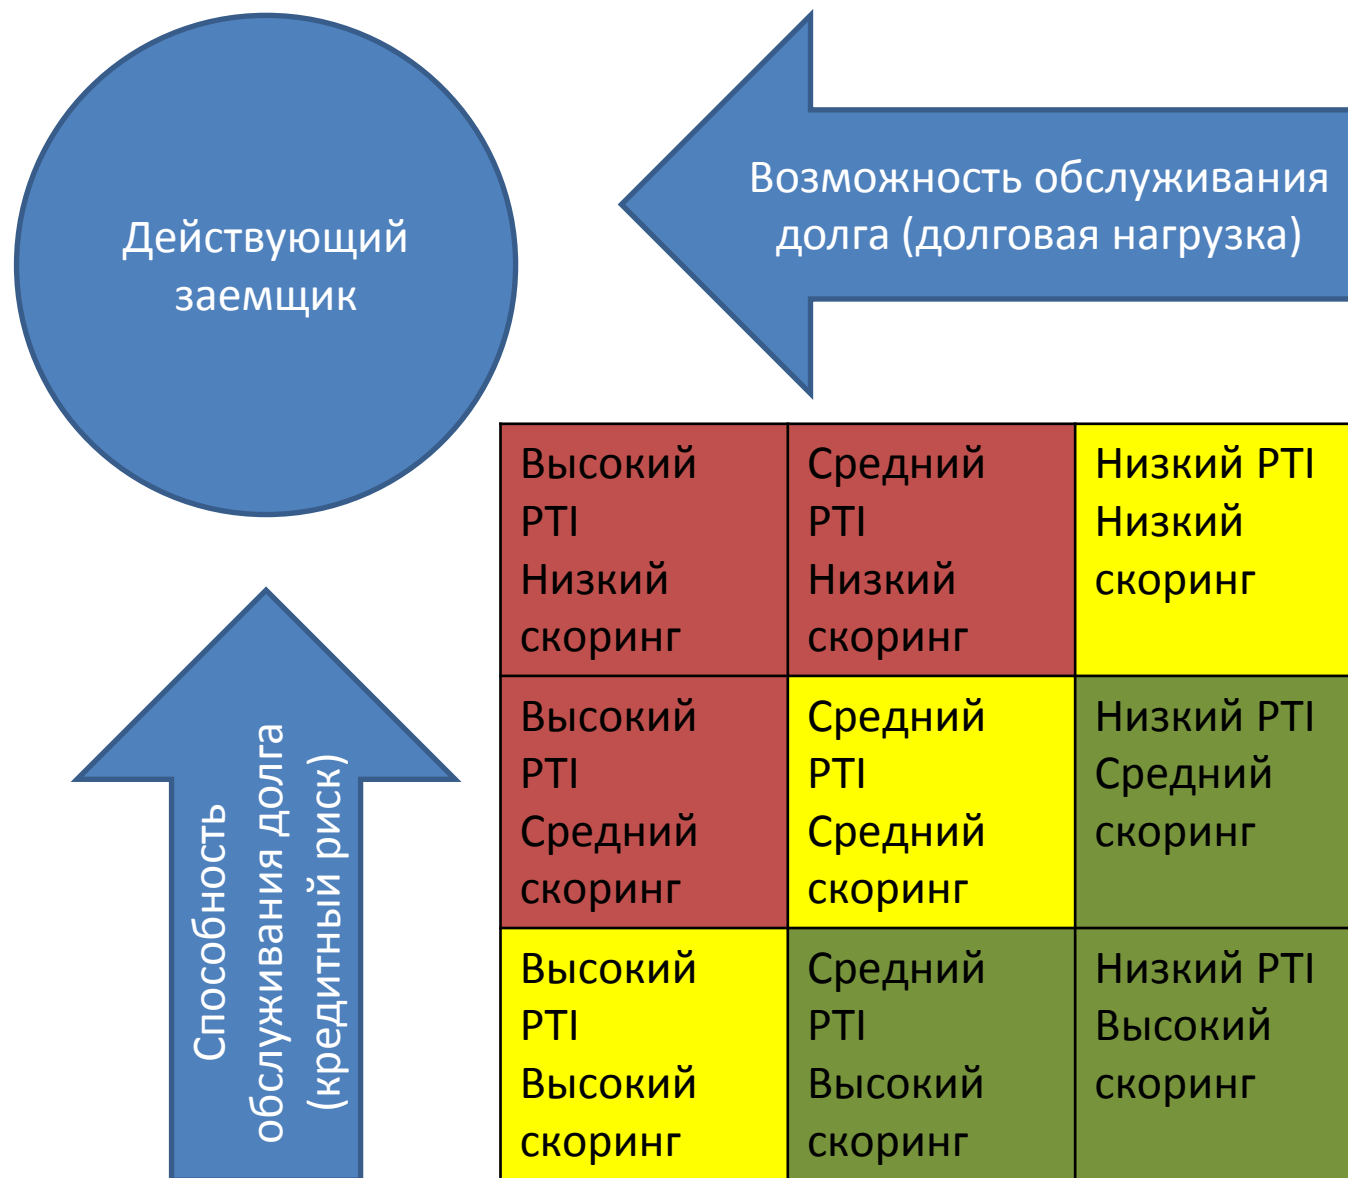 Действующий
заемщик
Возможность обслуживания
долга (долговая нагрузка)
Способность
обслуживания долга
(кредитный риск)
Высокий
PTI
Низкий
скоринг
Средний
PTI
Низкий
скоринг
Низкий PTI
Низкий
скоринг
Высокий
PTI
Средний
скоринг
Средний
PTI
Средний
скоринг
Низкий PTI
Средний
скоринг
Высокий
PTI
Высокий
скоринг
Средний
PTI
Высокий
скоринг
Низкий PTI
Высокий
скоринг